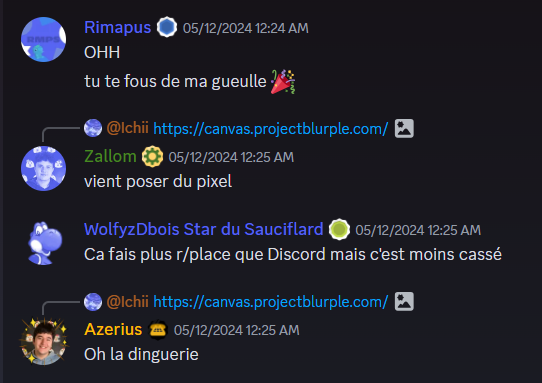 Rimapus 05/12/2024 12:24 AM
OHH
tu te fous de ma gueulle
@Ichii https://canvas.projectblurple.com/
Zallom 05/12/2024 12:25 AM
vient poser du pixel
WolfyzDbois Star du Sauciflard 05/12/2024 12:25 AM
Ca fais plus r/place que Discord mais c'est moins cassé
@Ichii https://canvas.projectblurple.com/
Azerius 05/12/2024 12:25 AM
Oh la dinguerie